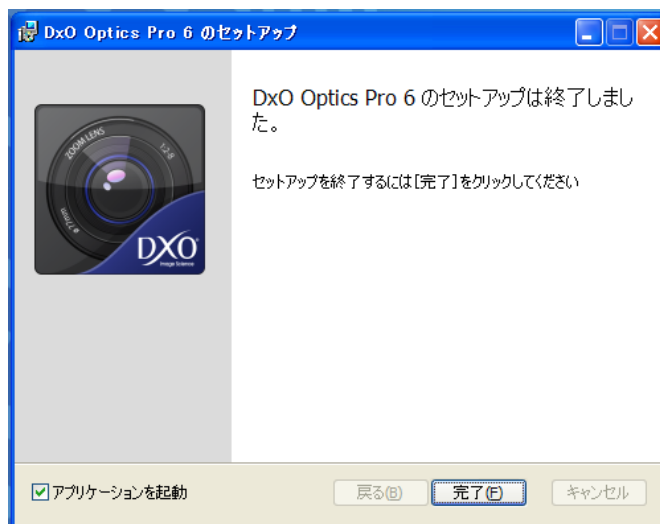 DxO Optics Pro 6 のセットアップ
DxO Optics Pro 6 のセットアップは終了しまし
た。
セットアップを終了するには[完了]をクリックしてください
ZOOM LENS
1:2-8
ø77mm
DXO
Image Science
アプリケーションを起動
戻る(B)
完了(F)
キャンセル